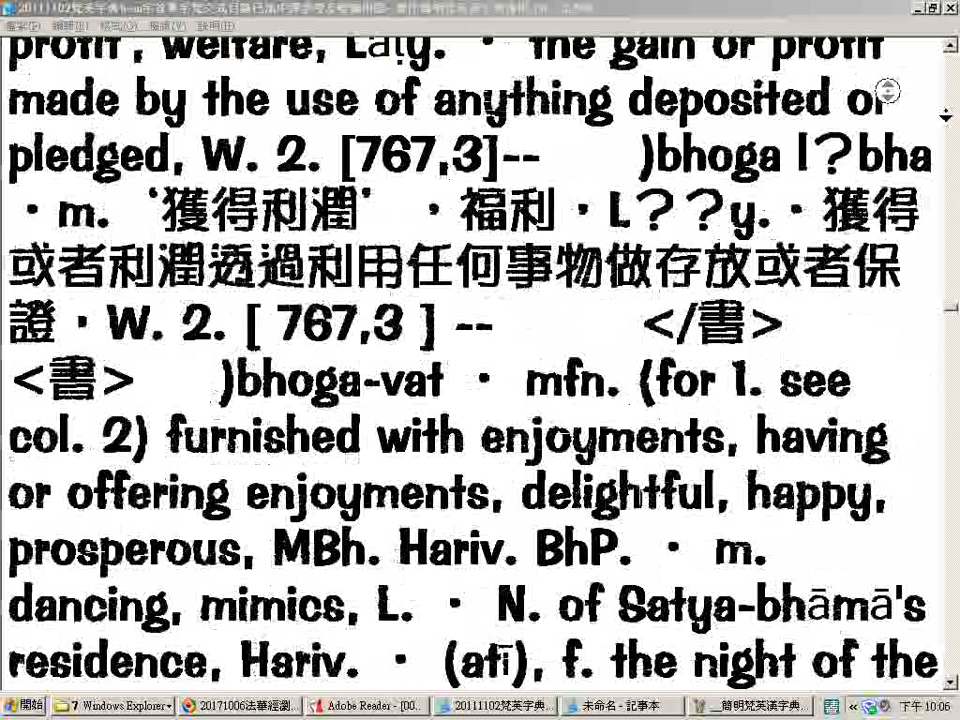 profit, welfare, Lāṭy. · the gain or profit
made by the use of anything deposited or
pledged, W. 2. [767,3]-- )bhoga l?bha
· m. ‘獲得利潤’ , 福利 · L??y. · 獲得
或者利潤透過利用任何事物做存放或者保
證 · W. 2. [ 767,3 ] -- </書>
<書> )bhoga-vat · mfn. (for 1. see
col. 2) furnished with enjoyments, having
or offering enjoyments, delightful, happy,
prosperous, MBh. Hariv. BhP. · m.
dancing, mimics, L. · N. of Satya-bhāmā's
residence, Hariv. · (atī), f. the night of the
開始 7 Windows Explorer 20171006法華經瀏... Adobe Reader - [00... 20111102梵英字典... 未命名 - 記事本 __簡明梵英漢字典... « 下午 10:06